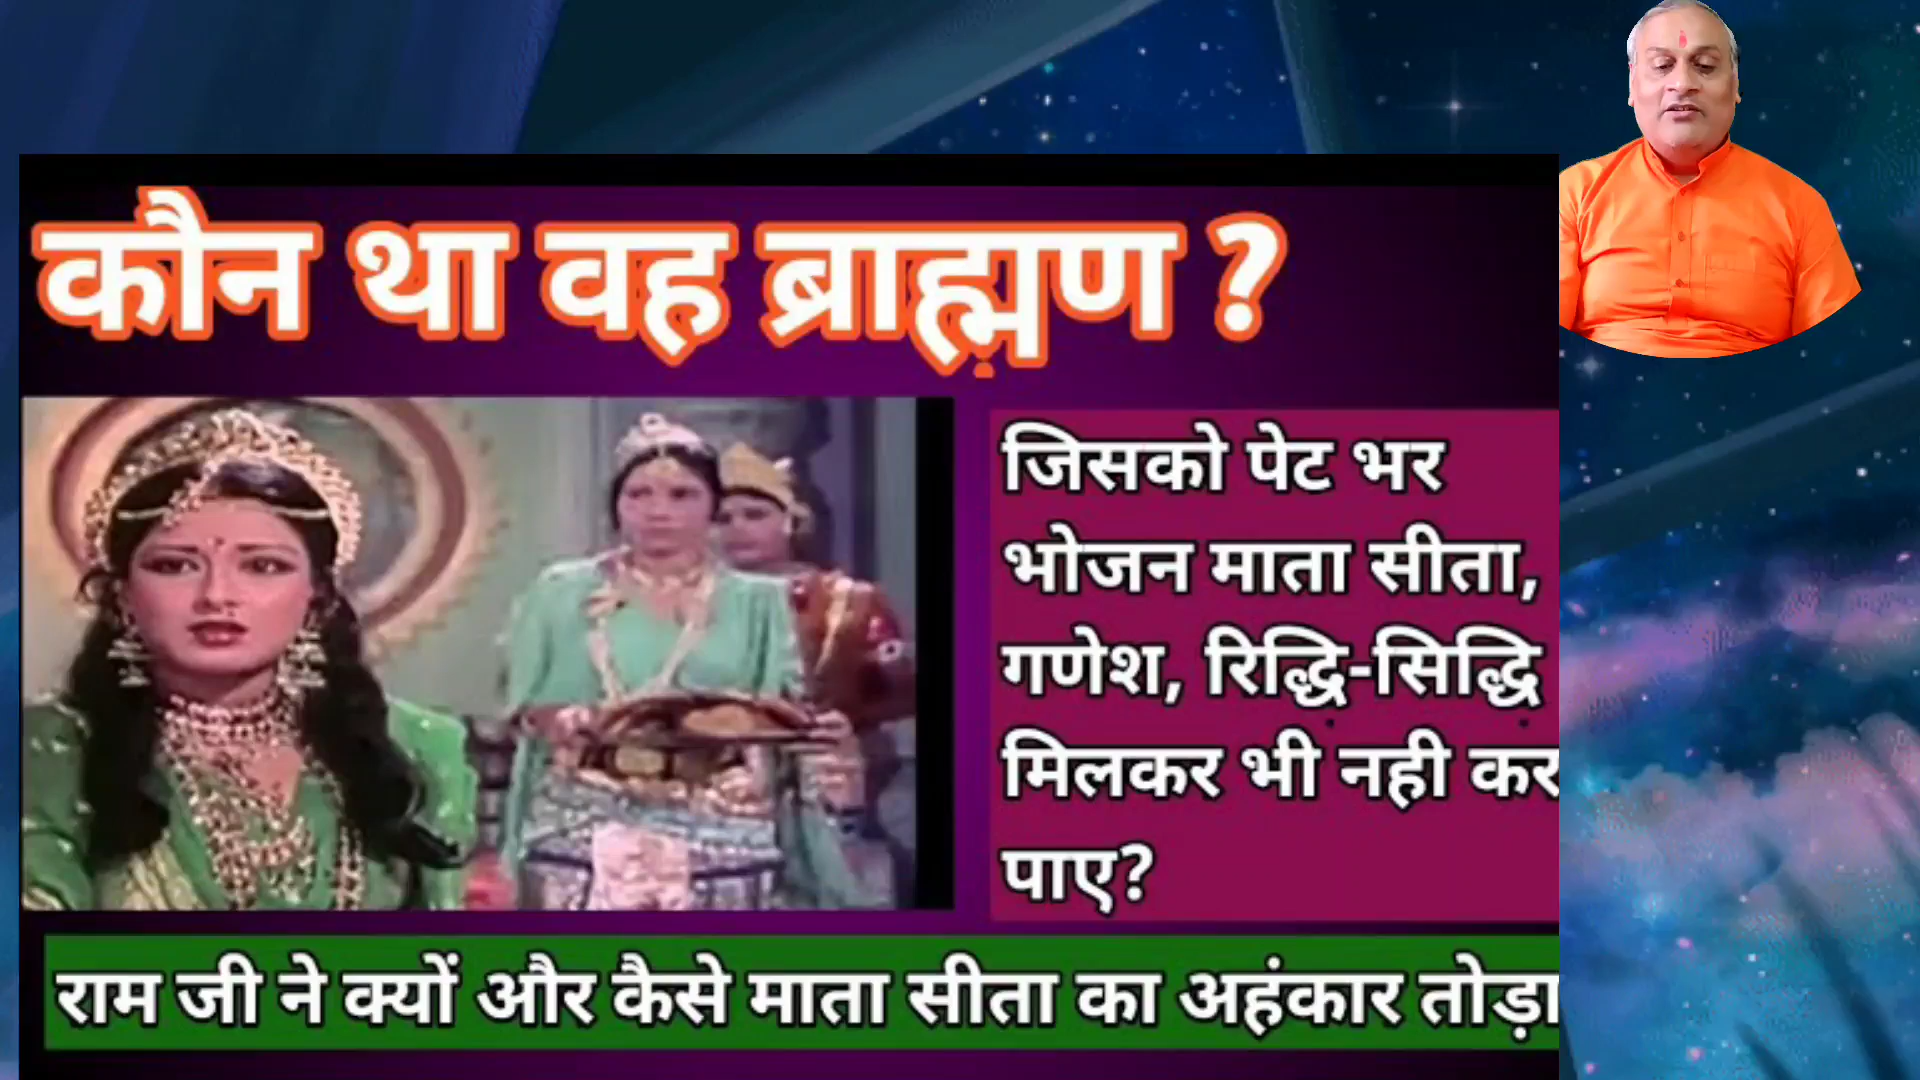 कौन था वह ब्राह्मण ?
जिसको पेट भर
भोजन माता सीता,
गणेश, रिद्धि-सिद्धि
मिलकर भी नही कर
पाए?
राम जी ने क्यों और कैसे माता सीता का अहंकार तोड़ा